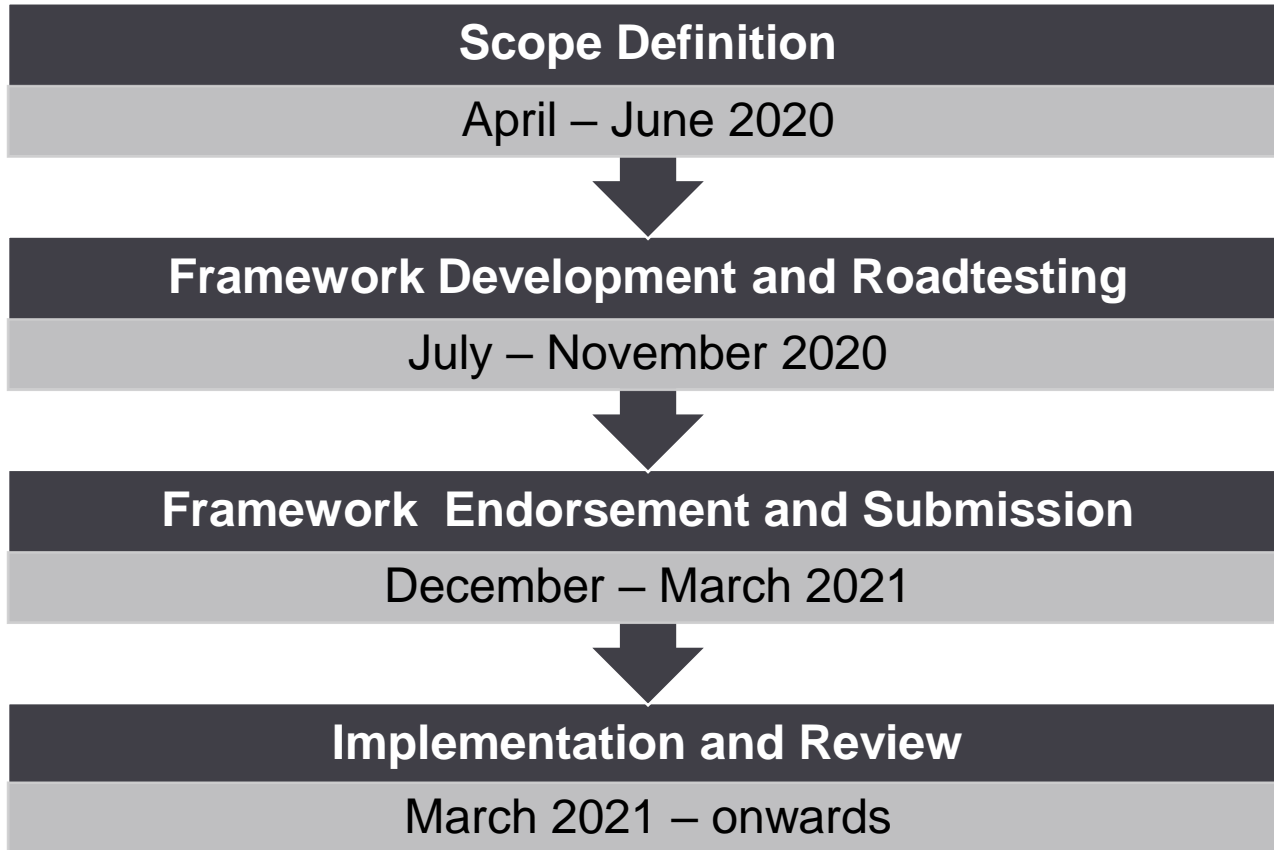 Scope Definition
April – June 2020
Framework Development and Roadtesting
July – November 2020
Framework  Endorsement and Submission
December – March 2021
Implementation and Review
March 2021 – onwards